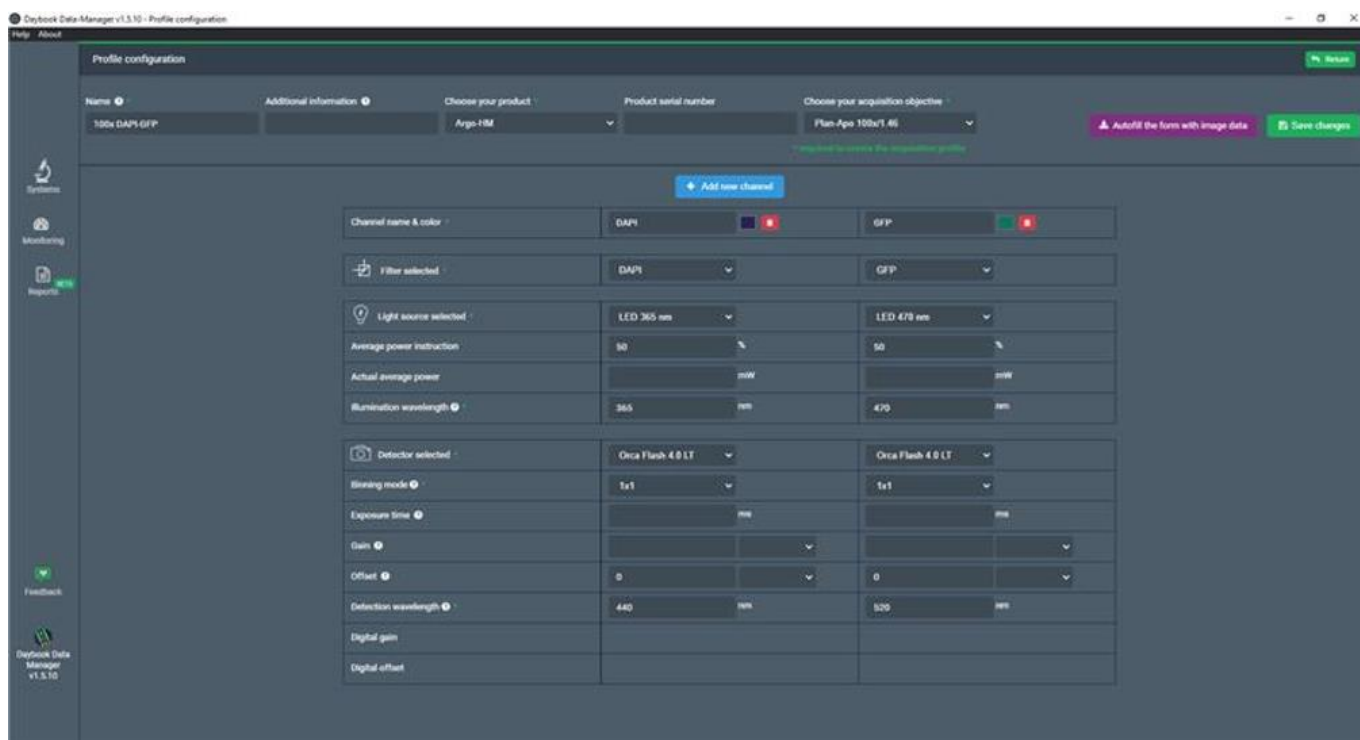 Daybook Data-Manager v1.5.10 - Profile configuration
Help About
Profile configuration
Return
Name
Additional information
Choose your product
Product serial number
Choose your acquisition objective
100x DAPI-GFP
Argo-HM
Plan-Apo 100x/1.46
Autofill the form with image data
Save changes
* required to create the acquisition profile
Systems
Monitoring
Reports BETA
Feedback
Daybook Data
Manager
v1.5.10
Add new channel
Channel name & color DAPI GFP
Filter selected DAPI GFP
Light source selected LED 365 nm LED 470 nm
Average power instruction 50 % 50 %
Actual average power mW mW
Illumination wavelength 365 nm 470 nm
Detector selected Orca Flash 4.0 LT Orca Flash 4.0 LT
Binning mode 1x1 1x1
Exposure time ms ms
Gain
Offset 0 0
Detection wavelength 440 nm 520 nm
Digital gain
Digital offset